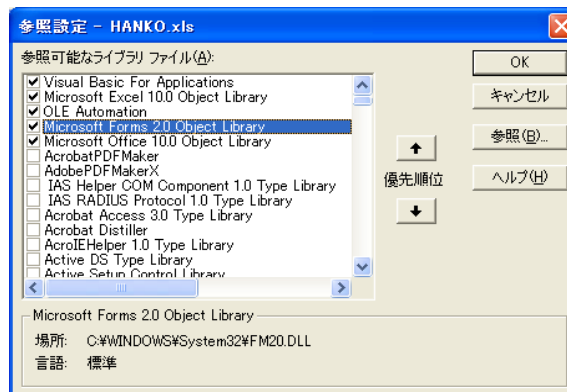 参照設定 - HANKO.xls
参照可能なライブラリ ファイル(A):
Visual Basic For Applications
Microsoft Excel 10.0 Object Library
OLE Automation
Microsoft Forms 2.0 Object Library
Microsoft Office 10.0 Object Library
AcrobatPDFMaker
AdobePDFMakerX
IAS Helper COM Component 1.0 Type Library
IAS RADIUS Protocol 1.0 Type Library
Acrobat Access 3.0 Type Library
Acrobat Distiller
AcroIEHelper 1.0 Type Library
Active DS Type Library
Active Setup Control Library
優先順位
OK
キャンセル
参照(B)...
ヘルプ(H)
Microsoft Forms 2.0 Object Library
場所: C:¥WINDOWS¥System32¥FM20.DLL
言語: 標準